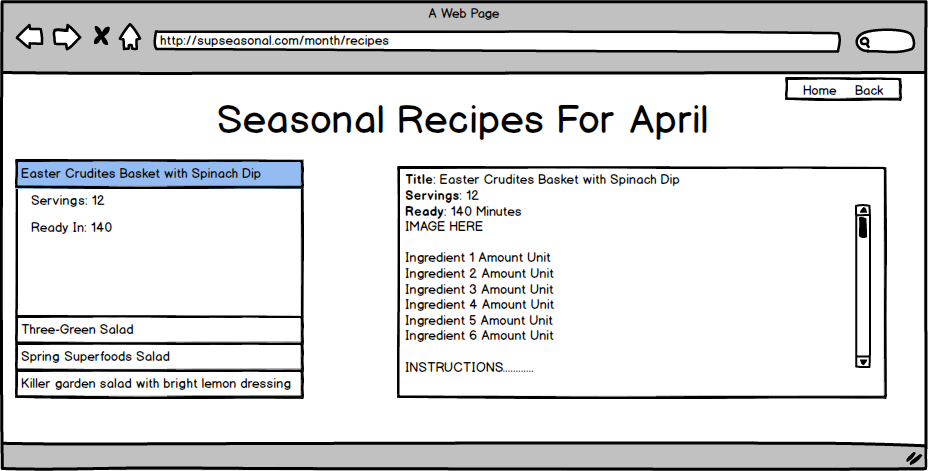 A Web Page
http://supseasonal.com/month/recipes
Home Back
Seasonal Recipes For April
Easter Crudites Basket with Spinach Dip
Servings: 12
Ready In: 140
Three-Green Salad
Spring Superfoods Salad
Killer garden salad with bright lemon dressing
Title: Easter Crudites Basket with Spinach Dip
Servings: 12
Ready: 140 Minutes
IMAGE HERE
Ingredient 1 Amount Unit
Ingredient 2 Amount Unit
Ingredient 3 Amount Unit
Ingredient 4 Amount Unit
Ingredient 5 Amount Unit
Ingredient 6 Amount Unit
INSTRUCTIONS............